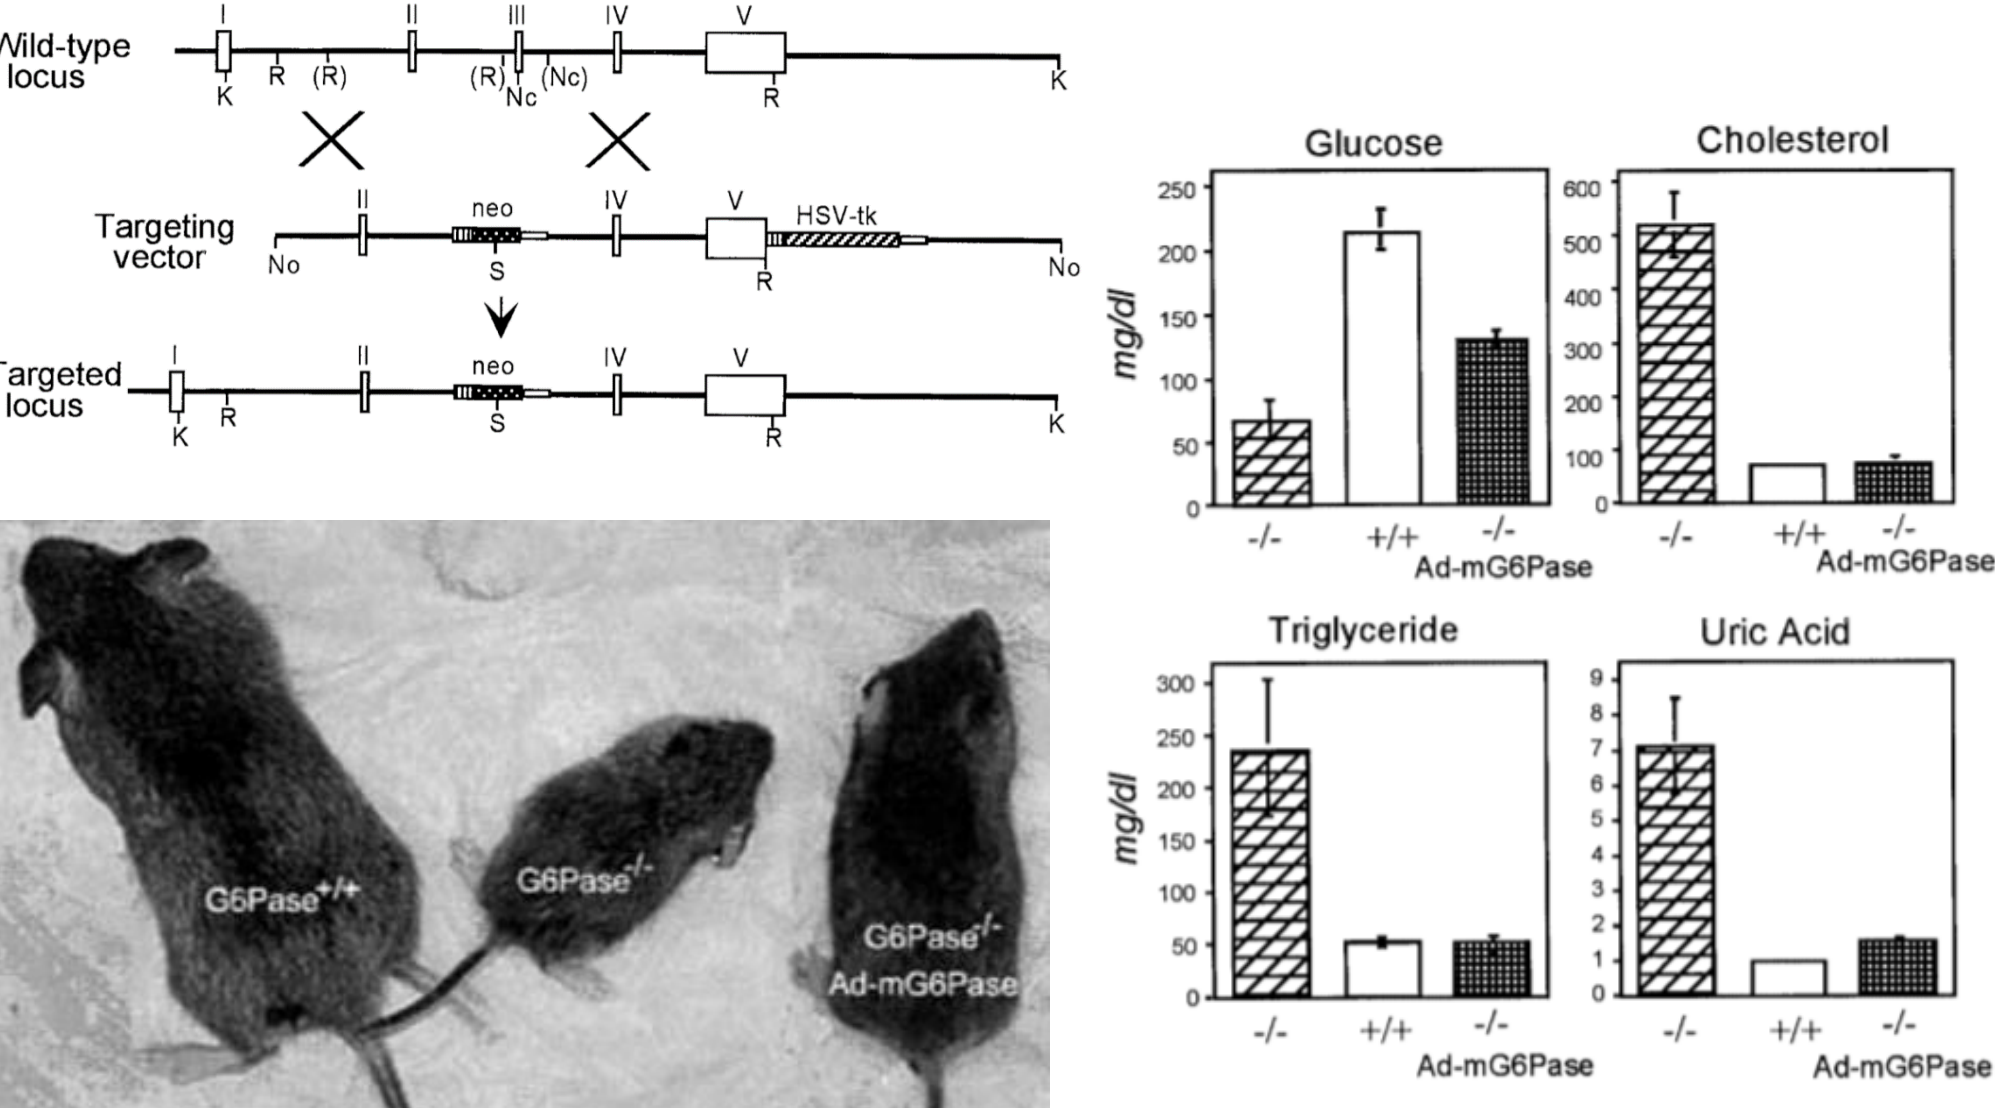 I II III IV V
Wild-type
locus
K R (R) (R) Nc (Nc) R K
II neo IV V HSV-tk
Targeting
vector
No S R No
I II neo IV V
Targeted
locus
K R S R K
G6Pase+/+
G6Pase-/-
G6Pase-/-
Ad-mG6Pase
Glucose
mg/dl
250
200
150
100
50
0
-/- +/+ -/-
Ad-mG6Pase
Cholesterol
600
500
400
300
200
100
0
-/- +/+ -/-
Ad-mG6Pase
Triglyceride
mg/dl
300
250
200
150
100
50
0
-/- +/+ -/-
Ad-mG6Pase
Uric Acid
9
8
7
6
5
4
3
2
1
0
-/- +/+ -/-
Ad-mG6Pase